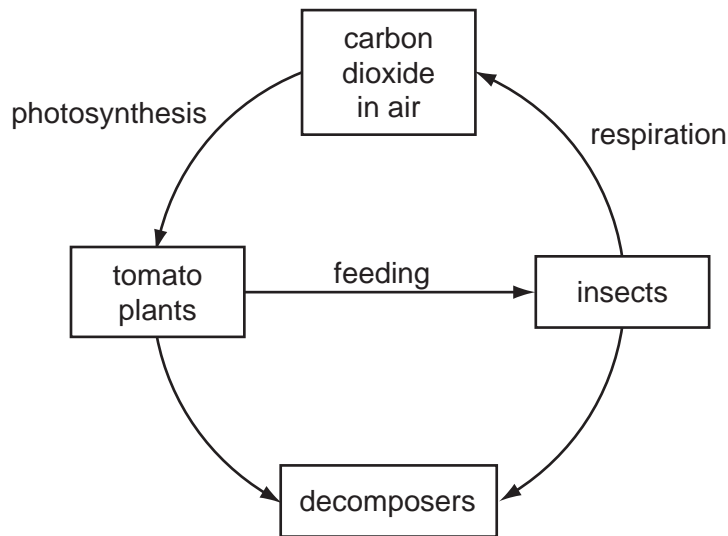 carbon
dioxide
in air
photosynthesis
respiration
tomato
plants
feeding
insects
decomposers